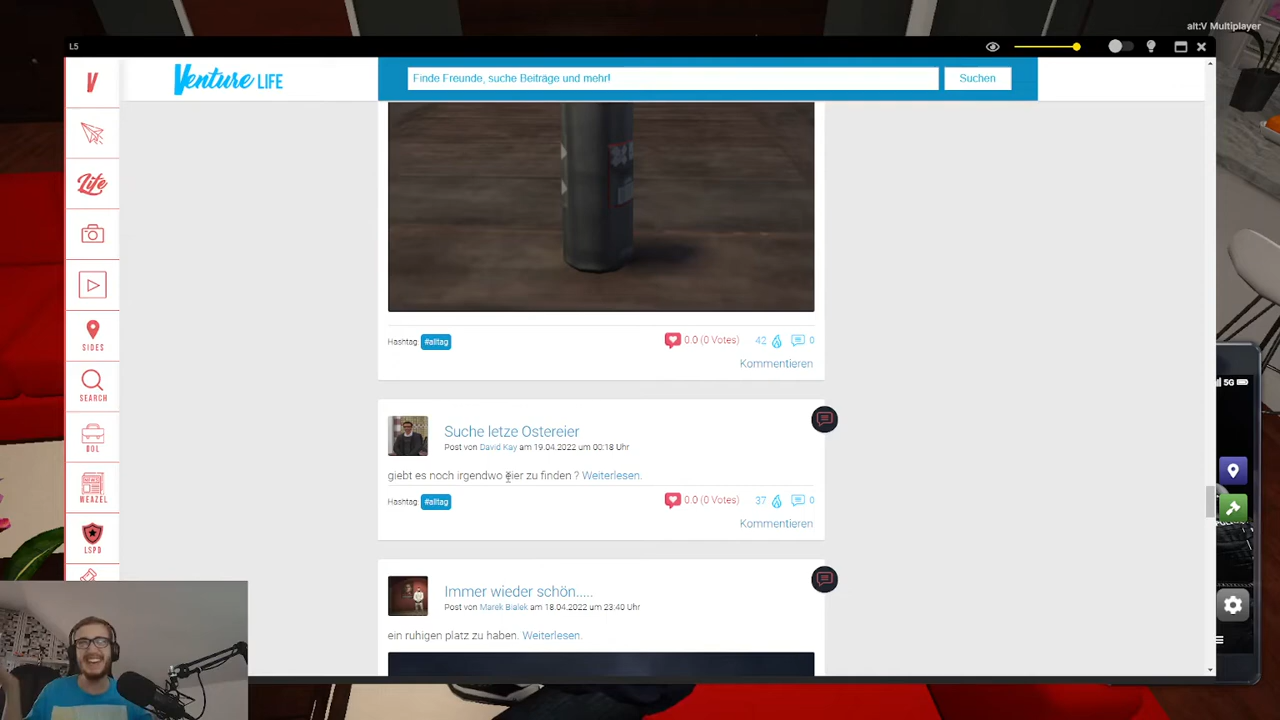 alt:V Multiplayer
L5
V
Venture LIFE
Finde Freunde, suche Beiträge und mehr!
Suchen
Life
SIDES
SEARCH
BOL
WEAZEL
LSPD
5G
Hashtag: #alltag
0.0 (0 Votes)
42
0
Kommentieren
Suche letze Ostereier
Post von David Kay am 19.04.2022 um 00:18 Uhr
giebt es noch irgendwo eier zu finden ? Weiterlesen.
Hashtag: #alltag
0.0 (0 Votes)
37
0
Kommentieren
Immer wieder schön.....
Post von Marek Bialek am 18.04.2022 um 23:40 Uhr
ein ruhigen platz zu haben. Weiterlesen.